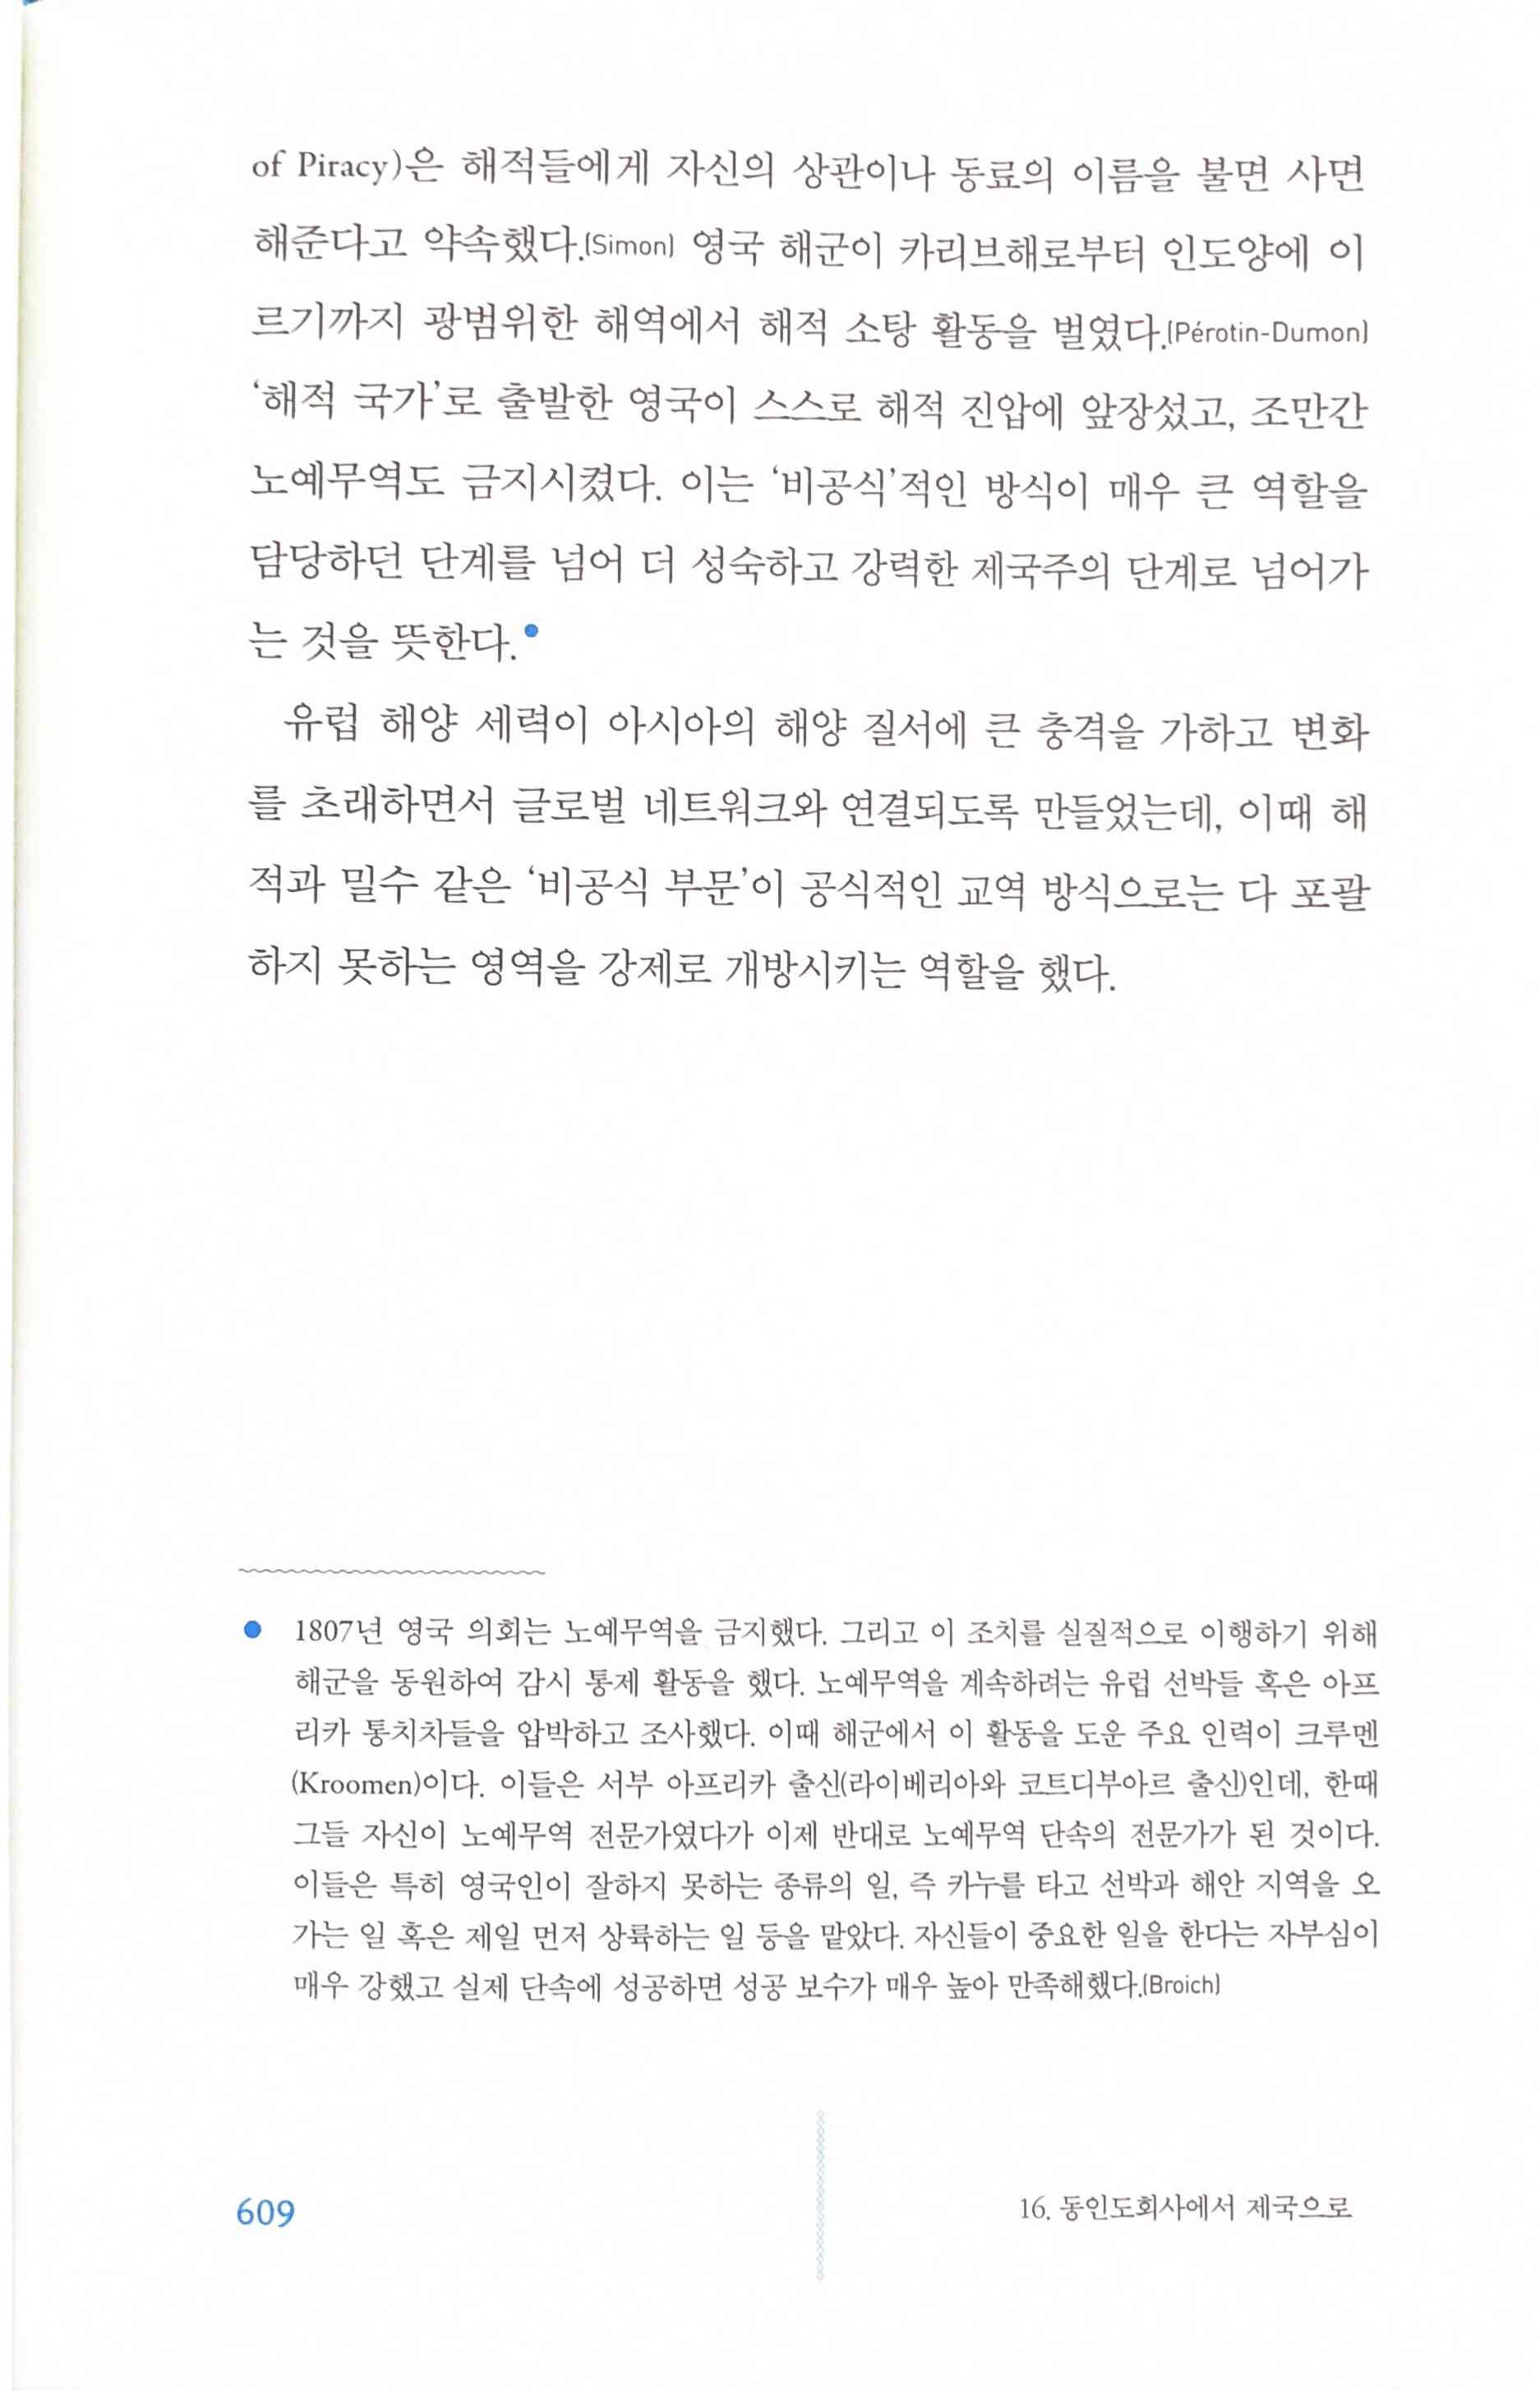 of Piracy)은 해적들에게 자신의 상관이나 동료의 이름을 불면 사면
해준다고 약속했다.(Simon) 영국 해군이 카리브해로부터 인도양에 이
르기까지 광범위한 해역에서 해적 소탕 활동을 벌였다.(Pérotin-Dumon)
‘해적 국가’로 출발한 영국이 스스로 해적 진압에 앞장섰고, 조만간
노예무역도 금지시켰다. 이는 ‘비공식’적인 방식이 매우 큰 역할을
담당하던 단계를 넘어 더 성숙하고 강력한 제국주의 단계로 넘어가
는 것을 뜻한다.●
유럽 해양 세력이 아시아의 해양 질서에 큰 충격을 가하고 변화
를 초래하면서 글로벌 네트워크와 연결되도록 만들었는데, 이때 해
적과 밀수 같은 ‘비공식 부문’이 공식적인 교역 방식으로는 다 포괄
하지 못하는 영역을 강제로 개방시키는 역할을 했다.
● 1807년 영국 의회는 노예무역을 금지했다. 그리고 이 조치를 실질적으로 이행하기 위해
해군을 동원하여 감시 통제 활동을 했다. 노예무역을 계속하려는 유럽 선박들 혹은 아프
리카 통치차들을 압박하고 조사했다. 이때 해군에서 이 활동을 도운 주요 인력이 크루멘
(Kroomen)이다. 이들은 서부 아프리카 출신(라이베리아와 코트디부아르 출신)인데, 한때
그들 자신이 노예무역 전문가였다가 이제 반대로 노예무역 단속의 전문가가 된 것이다.
이들은 특히 영국인이 잘하지 못하는 종류의 일, 즉 카누를 타고 선박과 해안 지역을 오
가는 일 혹은 제일 먼저 상륙하는 일 등을 맡았다. 자신들이 중요한 일을 한다는 자부심이
매우 강했고 실제 단속에 성공하면 성공 보수가 매우 높아 만족해했다.(Broich)
609
16. 동인도회사에서 제국으로